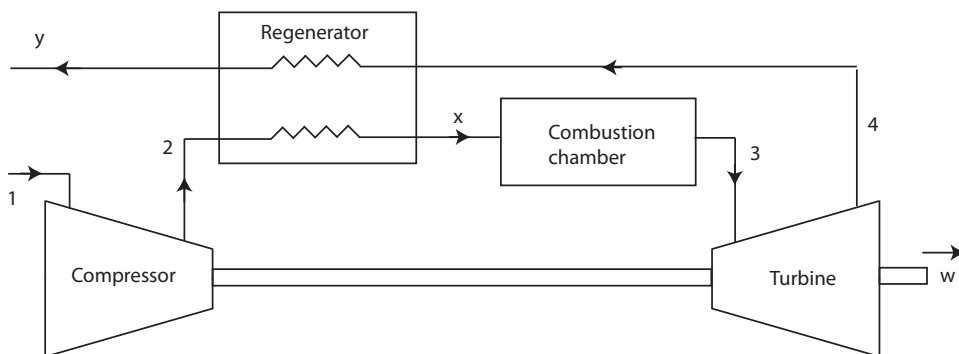 Regenerator
y
x
Combustion
chamber
2
3
4
1
Compressor
Turbine
w